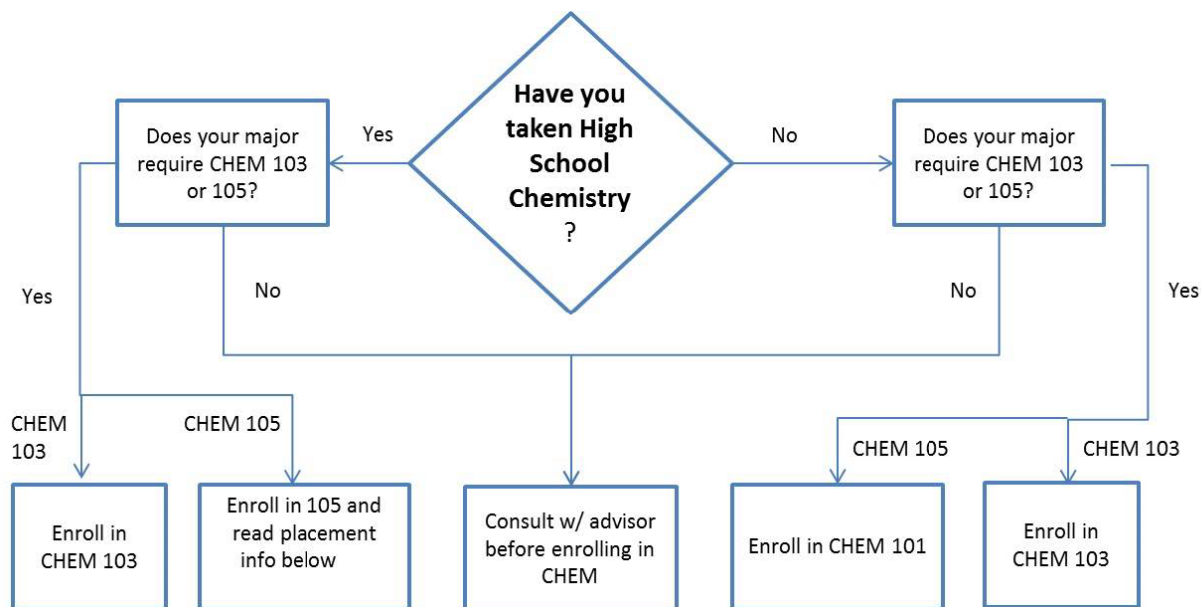 Have you
taken High
School
Chemistry
?
Yes
No
Does your major
require CHEM 103
or 105?
Does your major
require CHEM 103
or 105?
Yes
No
No
Yes
CHEM
103
CHEM 105
CHEM 105
CHEM 103
Enroll in
CHEM 103
Enroll in 105 and
read placement
info below
Consult w/ advisor
before enrolling in
CHEM
Enroll in CHEM 101
Enroll in
CHEM 103